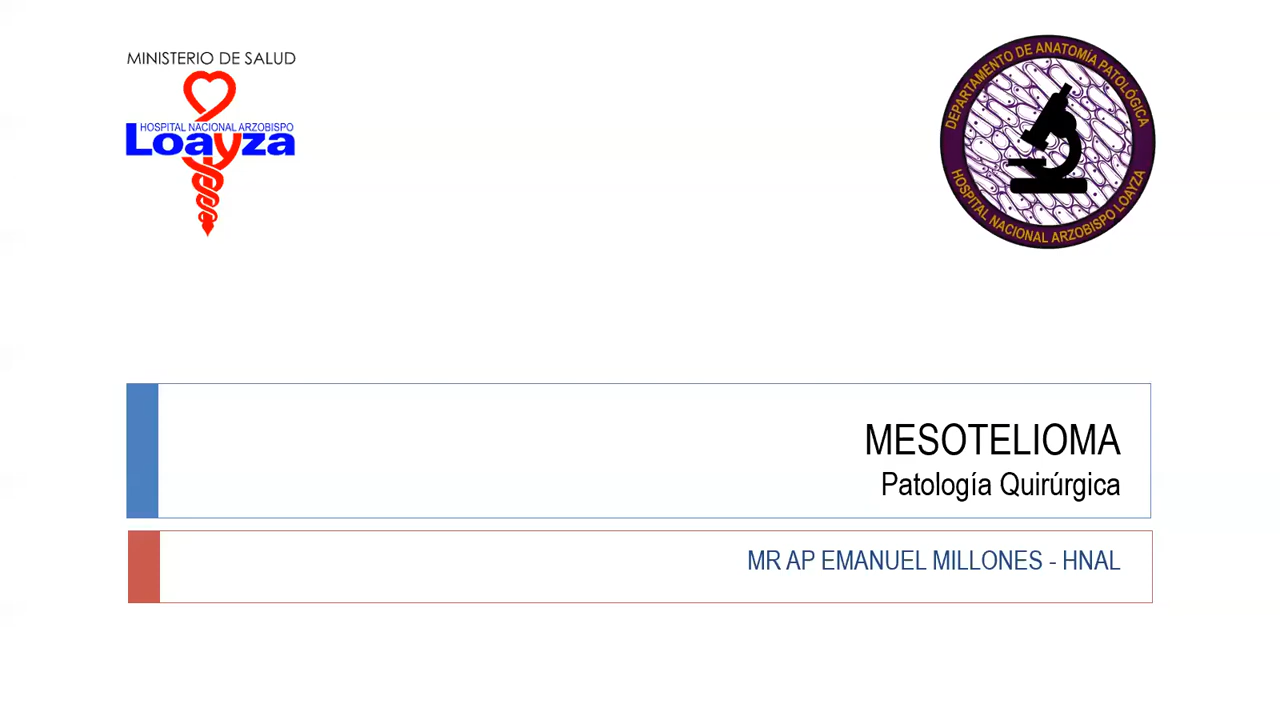 MINISTERIO DE SALUD
HOSPITAL NACIONAL ARZOBISPO
Loayza
DEPARTAMENTO DE ANATOMÍA PATOLÓGICA
HOSPITAL NACIONAL ARZOBISPO LOAYZA
MESOTELIOMA
Patología Quirúrgica
MR AP EMANUEL MILLONES - HNAL